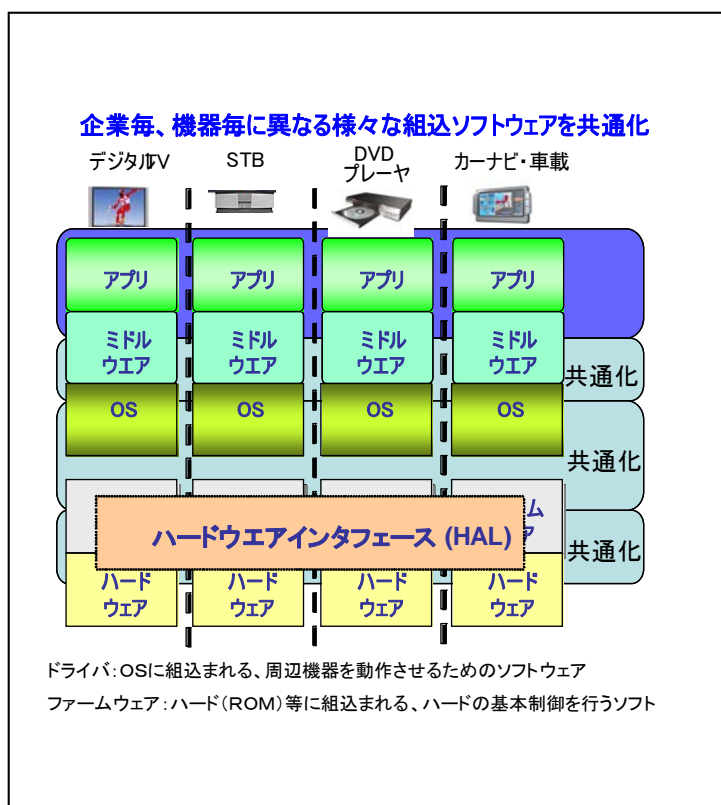 企業毎、機器毎に異なる様々な組込ソフトウェアを共通化
デジタルTV
STB
DVD
プレーヤ
カーナビ・車載
アプリ
アプリ
アプリ
アプリ
ミドル
ウエア
ミドル
ウエア
ミドル
ウエア
ミドル
ウエア
共通化
OS
OS
OS
OS
共通化
ム
ア
ハードウエアインタフェース (HAL)
共通化
ハード
ウェア
ハード
ウェア
ハード
ウェア
ハード
ウェア
ドライバ：OSに組込まれる、周辺機器を動作させるためのソフトウェア
ファームウェア：ハード（ROM）等に組込まれる、ハードの基本制御を行うソフト